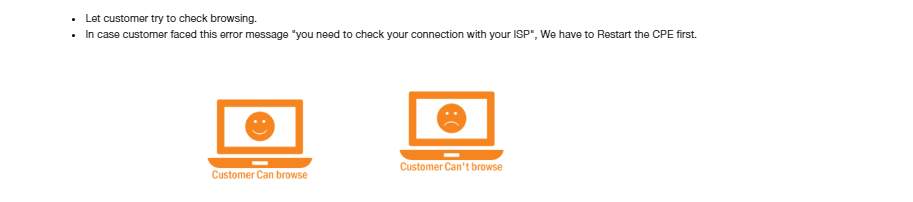 Let customer try to check browsing.
In case customer faced this error message "you need to check your connection with your ISP", We have to Restart the CPE first.
Customer Can browse
Customer Can't browse